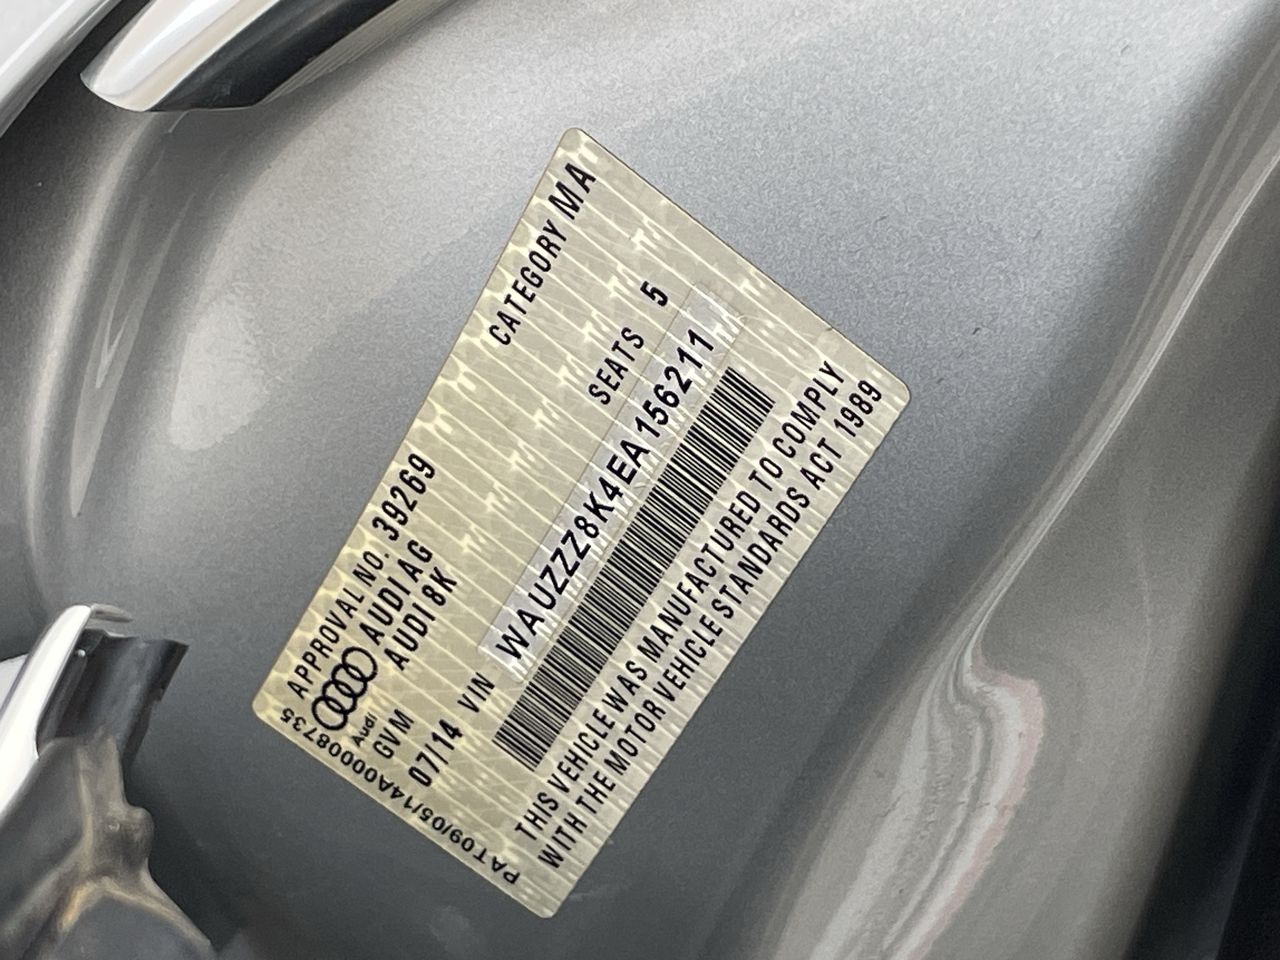 APPROVAL NO. 39269 CATEGORY MA
Audi AUDI AG
AUDI 8K
GVM SEATS 5
07/14 VIN WAUZZZ8K4EA156211
THIS VEHICLE WAS MANUFACTURED TO COMPLY
WITH THE MOTOR VEHICLE STANDARDS ACT 1989
PAT09/05/14A00008735